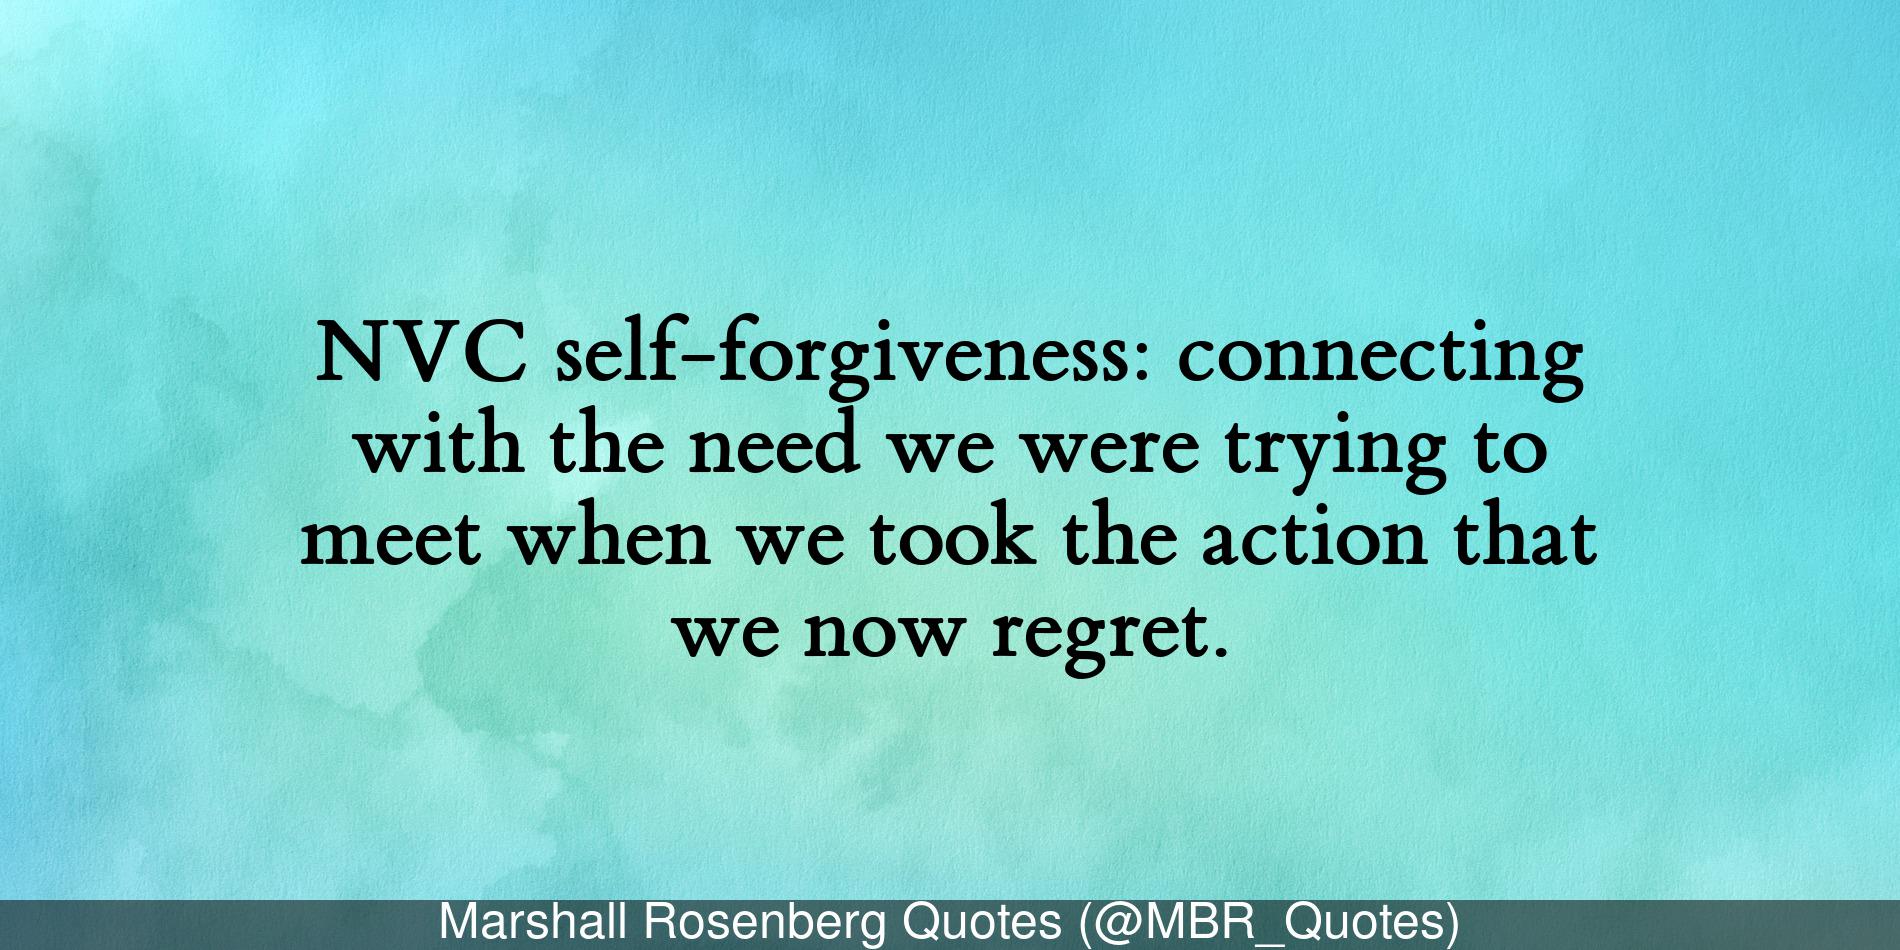 NVC self-forgiveness: connecting
with the need we were trying to
meet when we took the action that
we now regret.
Marshall Rosenberg Quotes (@MBR_Quotes)